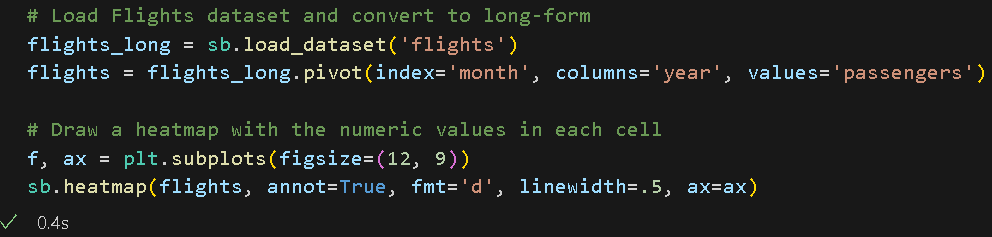 # Load Flights dataset and convert to long-form
flights_long = sb.load_dataset('flights')
flights = flights_long.pivot(index='month', columns='year', values='passengers')
# Draw a heatmap with the numeric values in each cell
f, ax = plt.subplots(figsize=(12, 9))
sb.heatmap(flights, annot=True, fmt='d', linewidth=.5, ax=ax)
0.4s